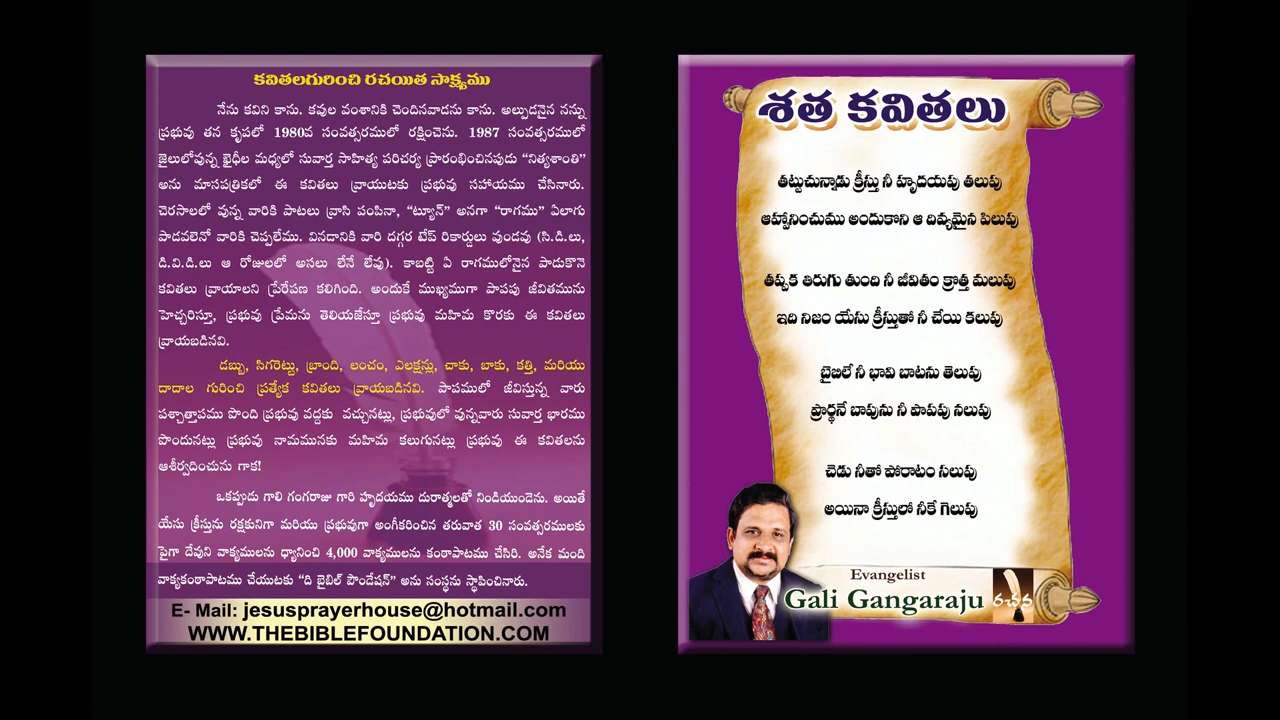 కవితలగురించి రచయిత సాక్ష్యము
నేను కవిని కాను. కవుల వంశానికి చెందినవాడను కాను. అల్పుడనైన నన్ను
ప్రభువు తన కృపలో 1980వ సంవత్సరములో రక్షించెను. 1987 సంవత్సరములో
జైలులోవున్న ఖైదీల మధ్యలో సువార్త సాహిత్య పరిచర్య ప్రారంభించినపుడు “నిత్యశాంతి”
అను మాసపత్రికలో ఈ కవితలు వ్రాయుటకు ప్రభువు సహాయము చేసినారు.
చెరసాలలో వున్న వారికి పాటలు వ్రాసి పంపినా, “ట్యూన్” అనగా “రాగము” ఏలాగు
పాడవలెనో వారికి చెప్పలేము. వినడానికి వారి దగ్గర టేప్ రికార్డులు వుండవు (సి.డి.లు,
డి.వి.డి.లు ఆ రోజులలో అసలు లేనే లేవు). కాబట్టి ఏ రాగములోనైన పాడుకొనె
కవితలు వ్రాయాలని ప్రేరేపణ కలిగింది. అందుకే ముఖ్యముగా పాపపు జీవితమును
హెచ్చరిస్తూ, ప్రభువు ప్రేమను తెలియజేస్తూ ప్రభువు మహిమ కొరకు ఈ కవితలు
వ్రాయబడినవి.
డబ్బు, సిగరెట్టు, బ్రాంది, లంచం, ఎలక్షన్లు, చాకు, బాకు, కత్తి, మరియు
దాదాల గురించి ప్రత్యేక కవితలు వ్రాయబడినవి. పాపములో జీవిస్తున్న వారు
పశ్చాత్తాపము పొంది ప్రభువు వద్దకు వచ్చునట్లు, ప్రభువులో వున్నవారు సువార్త భారము
పొందునట్లు ప్రభువు నామమునకు మహిమ కలుగునట్లు ప్రభువు ఈ కవితలను
ఆశీర్వదించును గాక!
ఒకప్పుడు గాలి గంగరాజు గారి హృదయము దురాత్మలతో నిండియుండెను. అయితే
యేసు క్రీస్తును రక్షకునిగా మరియు ప్రభువుగా అంగీకరించిన తరువాత 30 సంవత్సరములకు
పైగా దేవుని వాక్యములను ధ్యానించి 4,000 వాక్యములను కంఠాపాటము చేసిరి. అనేక మంది
వాక్యకంఠాపాటము చేయుటకు “ది బైబిల్ ఫౌండేషన్” అను సంస్థను స్థాపించినారు.
E- Mail: jesusprayerhouse@hotmail.com
WWW.THEBIBLEFOUNDATION.COM
శత కవితలు
తట్టుచున్నాడు క్రీస్తు నీ హృదయపు తలుపు
ఆహ్వానించుము అందుకొని ఆ దివ్యమైన పిలుపు
తప్పక తిరుగు తుంది నీ జీవితం క్రొత్త మలుపు
ఇది నిజం యేసు క్రీస్తుతో నీ చేయి కలుపు
బైబిలే నీ భావి బాటను తెలుపు
ప్రార్థనే బాపును నీ పాపపు నలుపు
చెడు నీతో పోరాటం సలుపు
అయినా క్రీస్తులో నీకే గెలుపు
Evangelist
Gali Gangaraju
రచన